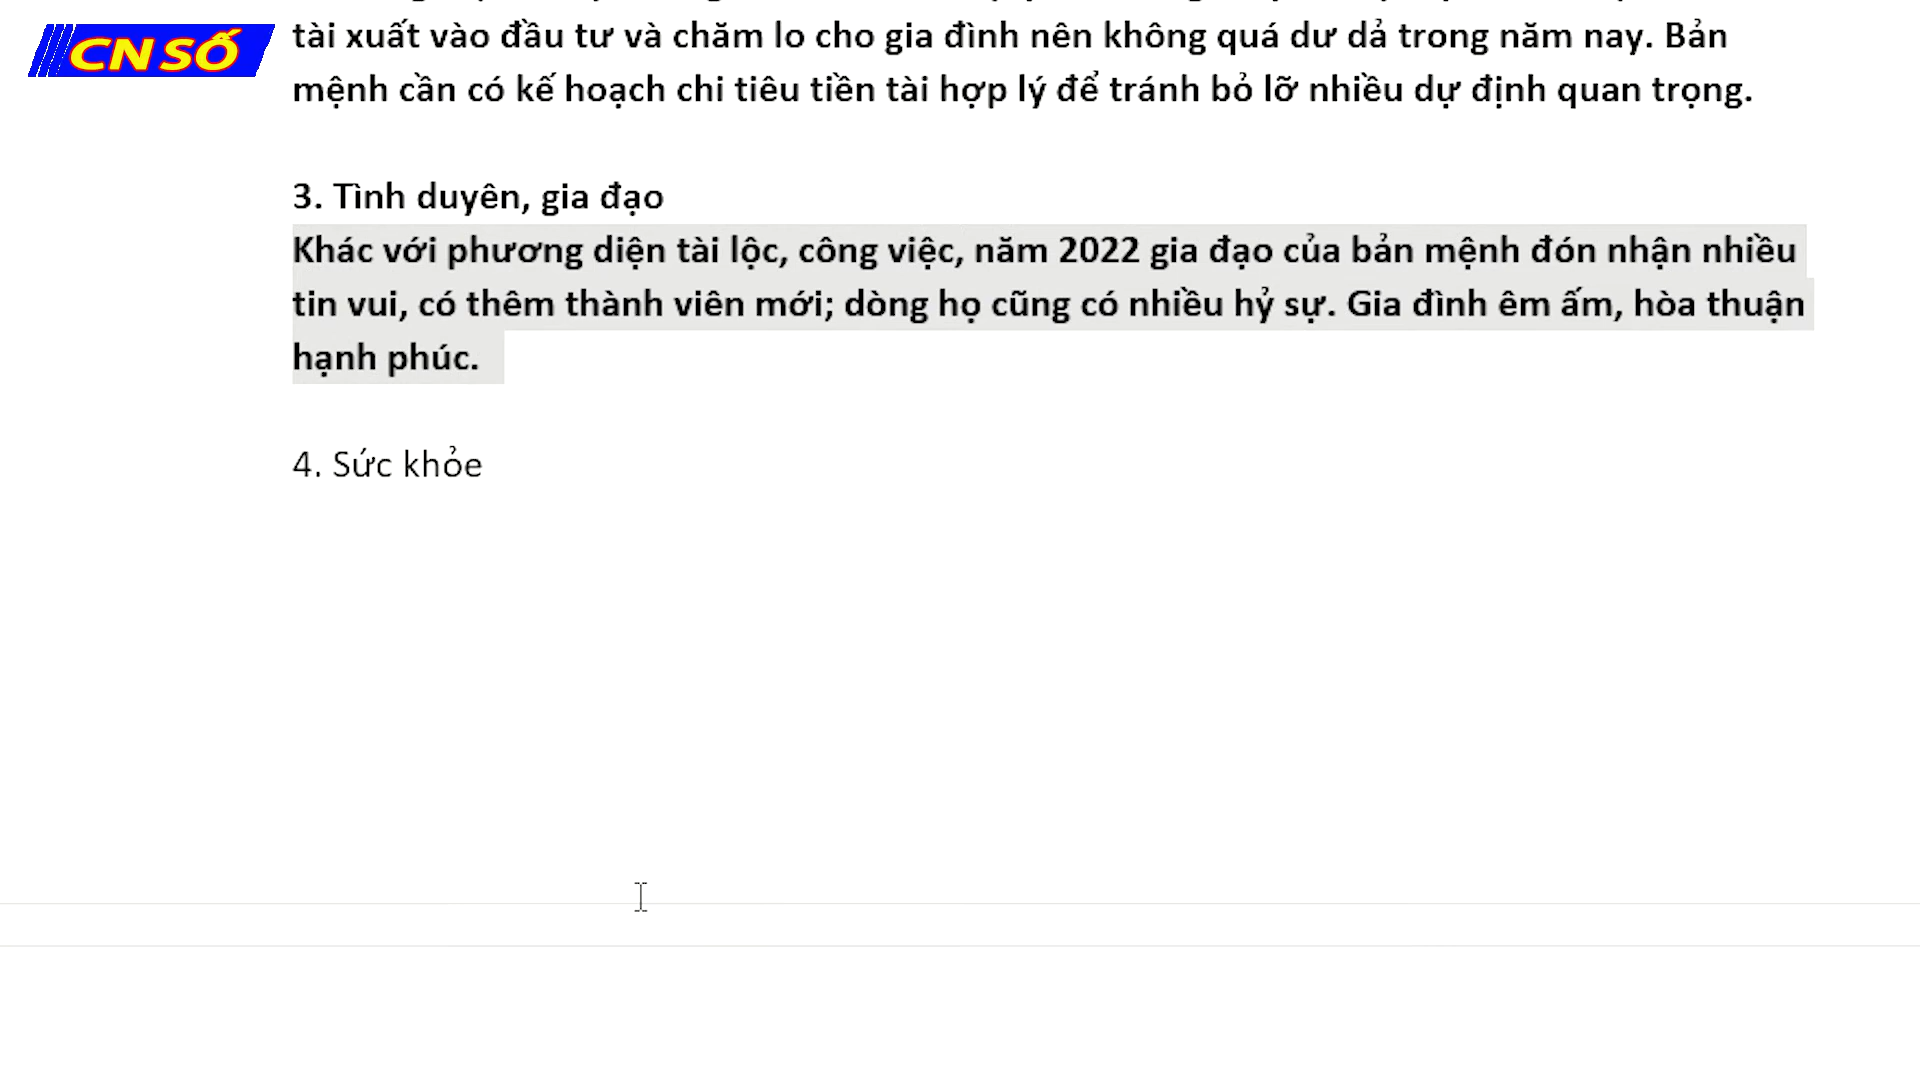 CN SỐ
tài xuất vào đầu tư và chăm lo cho gia đình nên không quá dư dả trong năm nay. Bản
mệnh cần có kế hoạch chi tiêu tiền tài hợp lý để tránh bỏ lỡ nhiều dự định quan trọng.
3. Tình duyên, gia đạo
Khác với phương diện tài lộc, công việc, năm 2022 gia đạo của bản mệnh đón nhận nhiều
tin vui, có thêm thành viên mới; dòng họ cũng có nhiều hỷ sự. Gia đình êm ấm, hòa thuận
hạnh phúc.
4. Sức khỏe